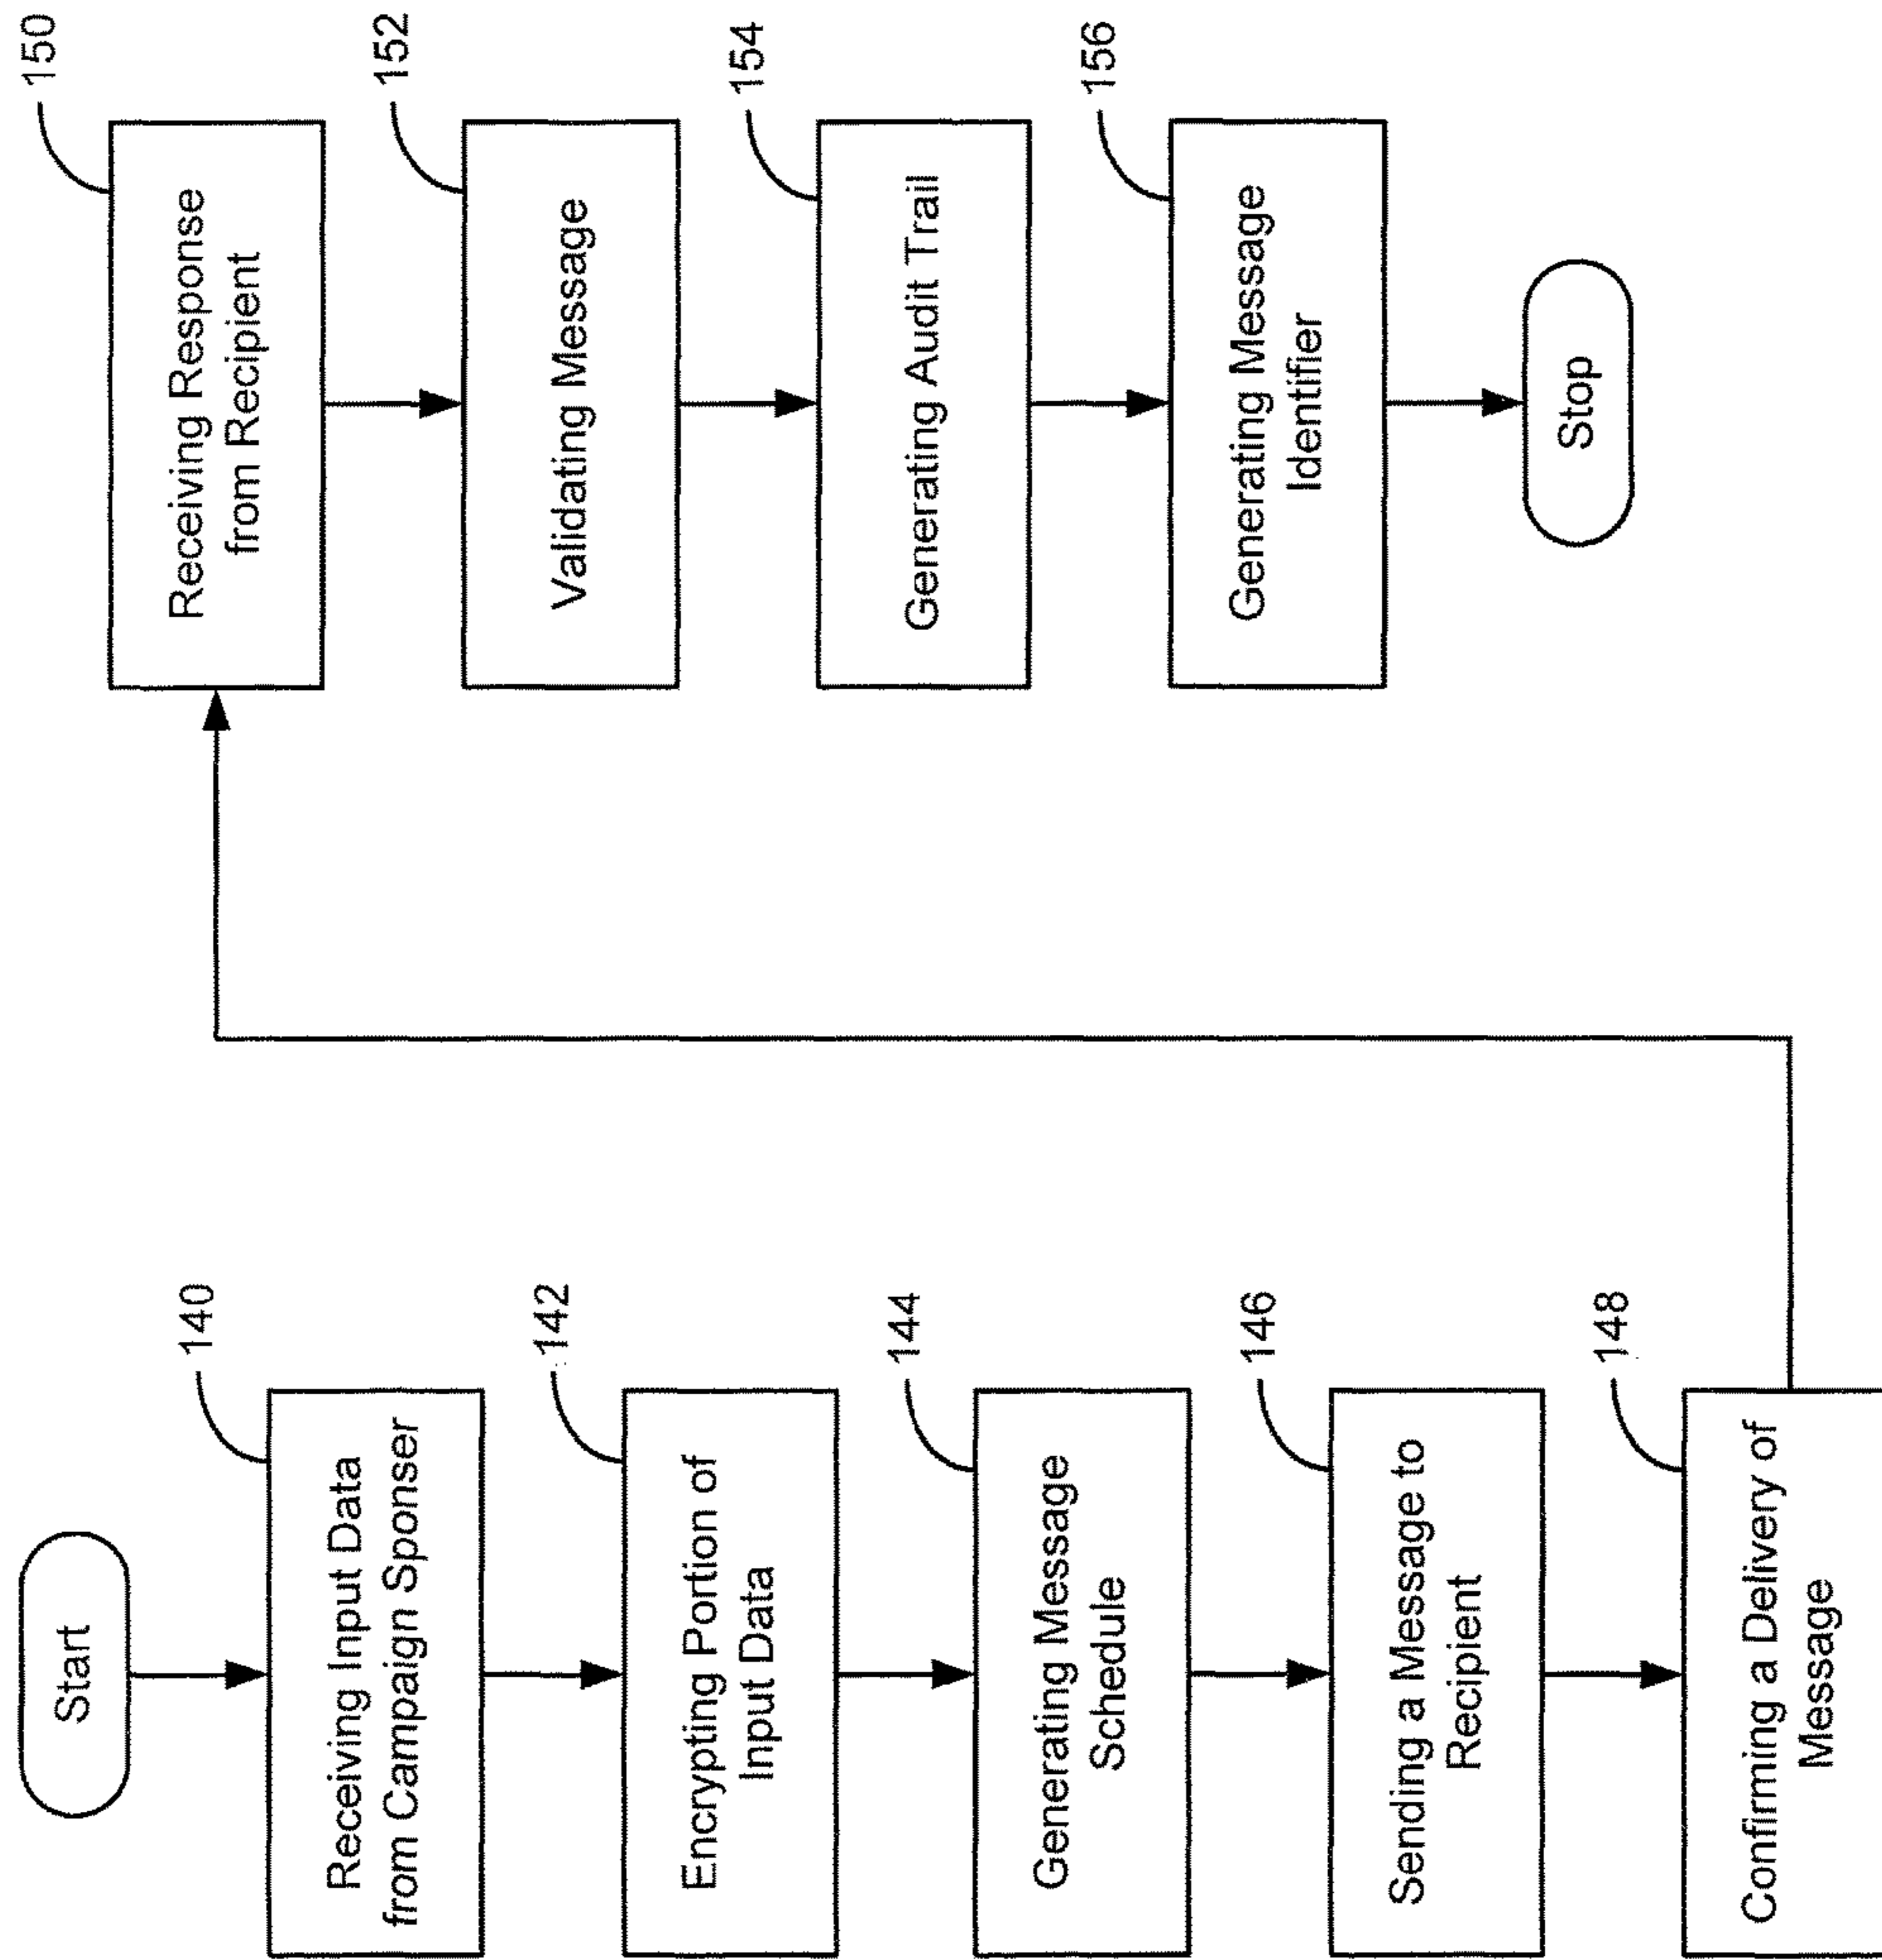 Start
140
Receiving Input Data
from Campaign Sponser
142
Encrypting Portion of
Input Data
144
Generating Message
Schedule
146
Sending a Message to
Recipient
148
Confirming a Delivery of
Message
150
Receiving Response
from Recipient
152
Validating Message
154
Generating Audit Trail
156
Generating Message
Identifier
Stop